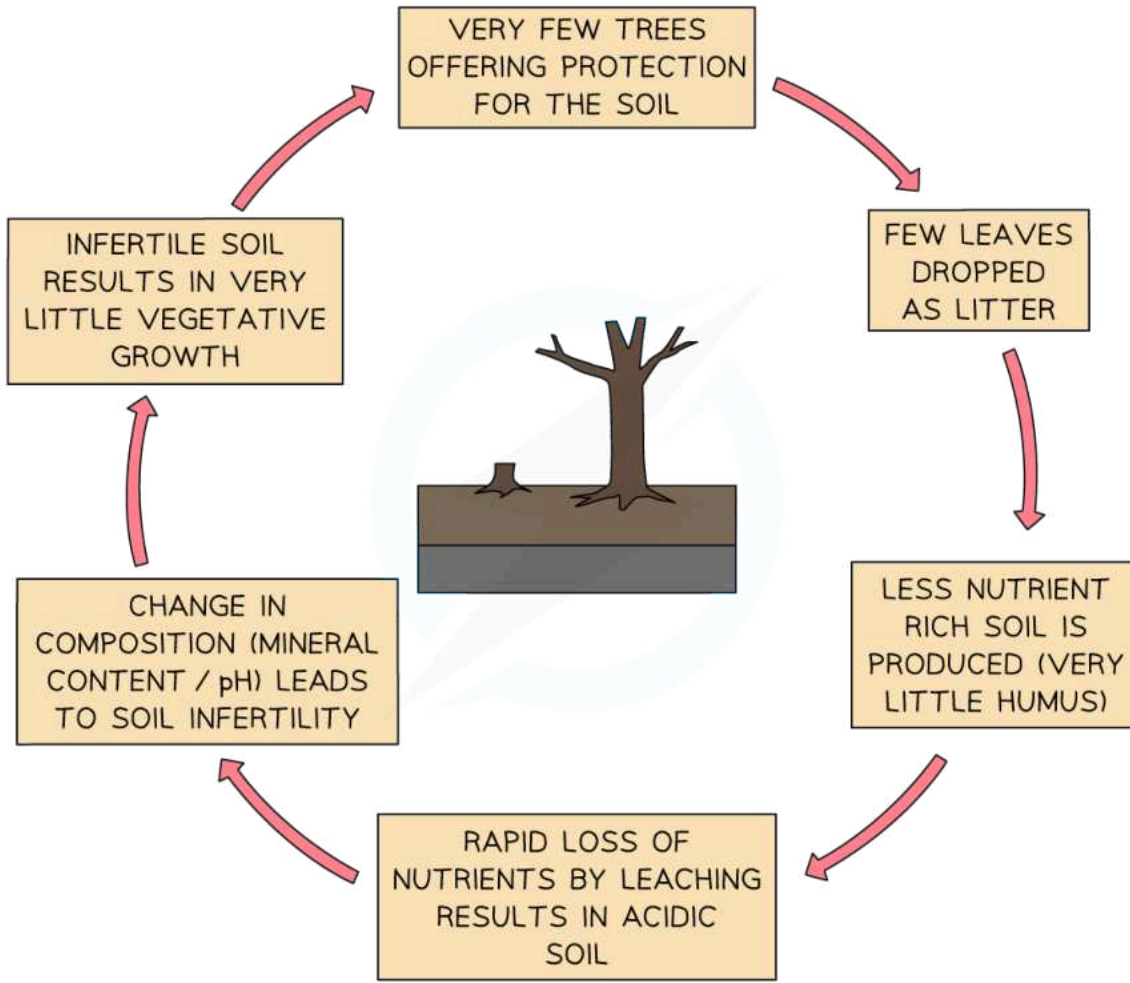 VERY FEW TREES
OFFERING PROTECTION
FOR THE SOIL
FEW LEAVES
DROPPED
AS LITTER
LESS NUTRIENT
RICH SOIL IS
PRODUCED (VERY
LITTLE HUMUS)
RAPID LOSS OF
NUTRIENTS BY LEACHING
RESULTS IN ACIDIC
SOIL
CHANGE IN
COMPOSITION (MINERAL
CONTENT / pH) LEADS
TO SOIL INFERTILITY
INFERTILE SOIL
RESULTS IN VERY
LITTLE VEGETATIVE
GROWTH